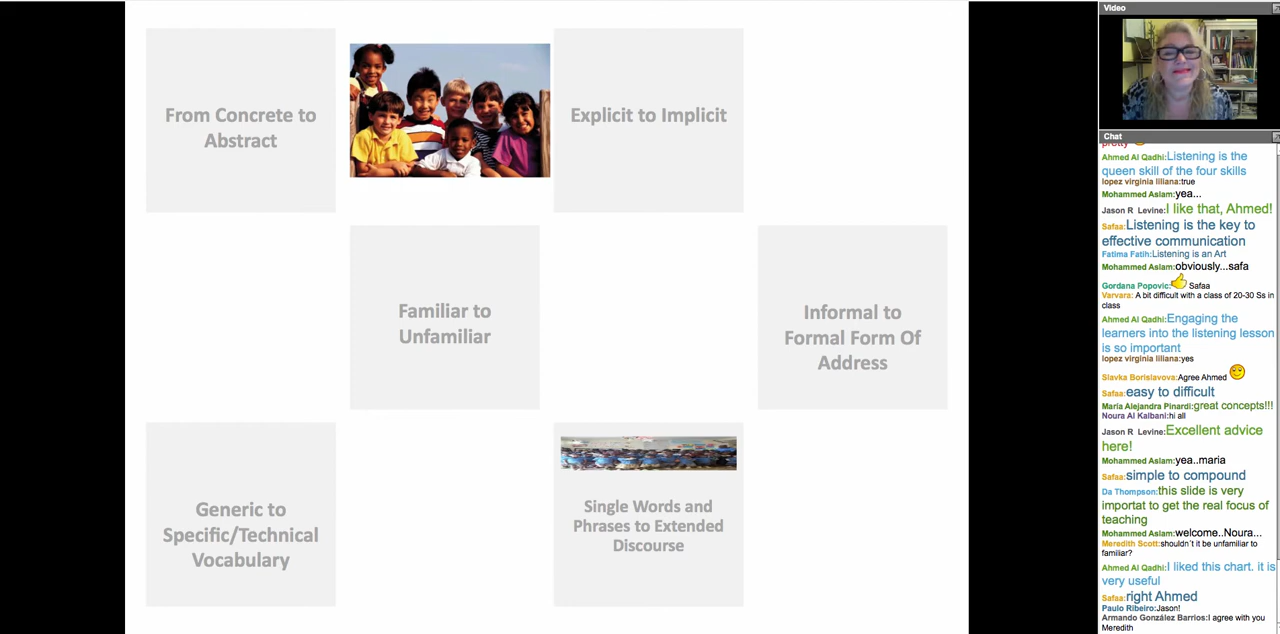 From Concrete to
Abstract
Explicit to Implicit
Familiar to
Unfamiliar
Informal to
Formal Form Of
Address
Generic to
Specific/Technical
Vocabulary
Single Words and
Phrases to Extended
Discourse
Video
Chat
pretty
Ahmed Al Qadhi:Listening is the
queen skill of the four skills
lopez virginia liliana:true
Mohammed Aslam:yea...
Jason R Levine:I like that, Ahmed!
Safaa:Listening is the key to
effective communication
Fatima Fatih:Listening is an Art
Mohammed Aslam:obviously...safa
Gordana Popovic: Safaa
Varvara: A bit difficult with a class of 20-30 Ss in
class
Ahmed Al Qadhi:Engaging the
learners into the listening lesson
is so important
lopez virginia liliana:yes
Slavka Borislavova:Agree Ahmed
Safaa:easy to difficult
María Alejandra Pinardi:great concepts!!!
Noura Al Kalbani:hi all
Jason R Levine:Excellent advice
here!
Mohammed Aslam:yea..maria
Safaa:simple to compound
Da Thompson:this slide is very
importat to get the real focus of
teaching
Mohammed Aslam:welcome..Noura...
Meredith Scott:shouldn´t it be unfamiliar to
familiar?
Ahmed Al Qadhi:I liked this chart. it is
very useful
Safaa:right Ahmed
Paulo Ribeiro:Jason!
Armando González Barrios:I agree with you
Meredith